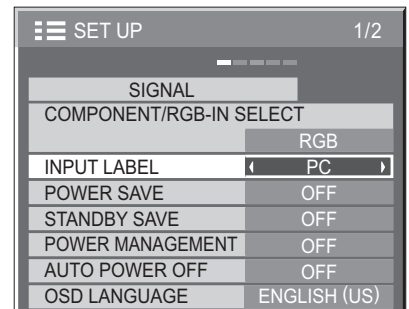 SET UP 1/2
SIGNAL
COMPONENT/RGB-IN SELECT
RGB
INPUT LABEL PC
POWER SAVE OFF
STANDBY SAVE OFF
POWER MANAGEMENT OFF
AUTO POWER OFF OFF
OSD LANGUAGE ENGLISH (US)